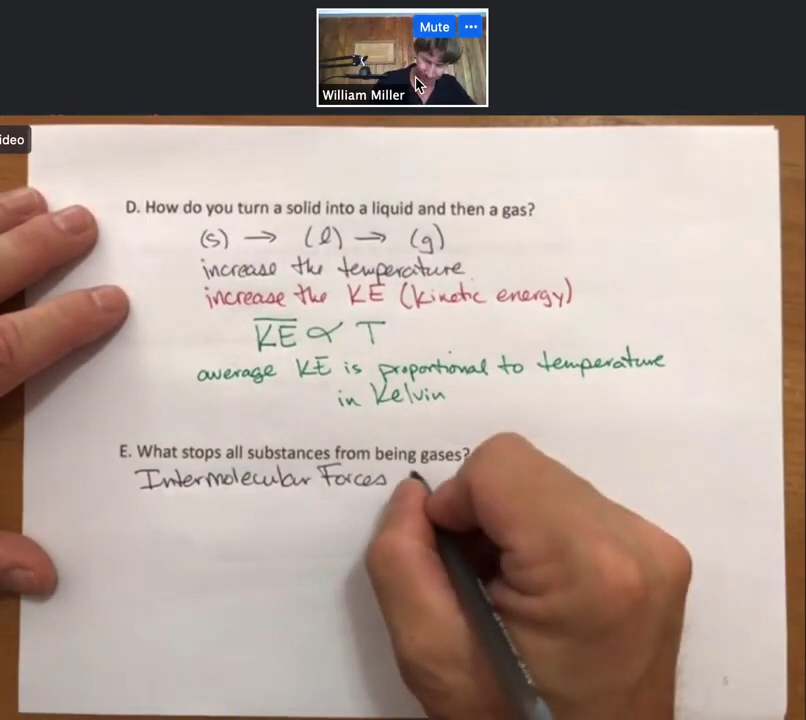 Mute
William Miller
ideo
D. How do you turn a solid into a liquid and then a gas?
(s) → (l) → (g)
increase the temperature
increase the KE (kinetic energy)
K̅E̅ ∝ T
average KE is proportional to temperature
in Kelvin
E. What stops all substances from being gases?
Intermolecular Forces
5